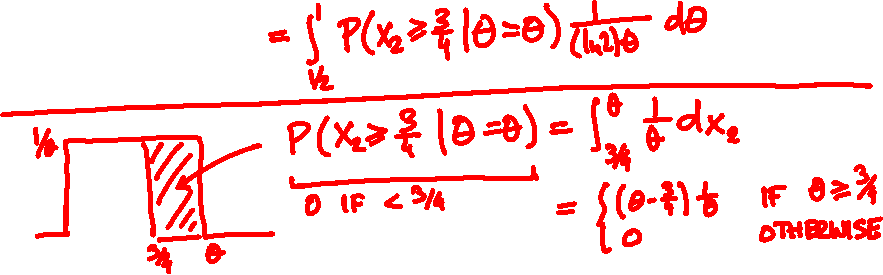 = ∫_{1/2}^{1} P(X₂ ≥ 3/4 | Θ = θ) 1/((ln2)θ) dθ
1/θ
P(X₂ ≥ 3/4 | Θ = θ) = ∫_{3/4}^{θ} 1/θ dx₂
0 IF < 3/4
= { (θ - 3/4) 1/θ IF θ ≥ 3/4
0 OTHERWISE
3/4 θ